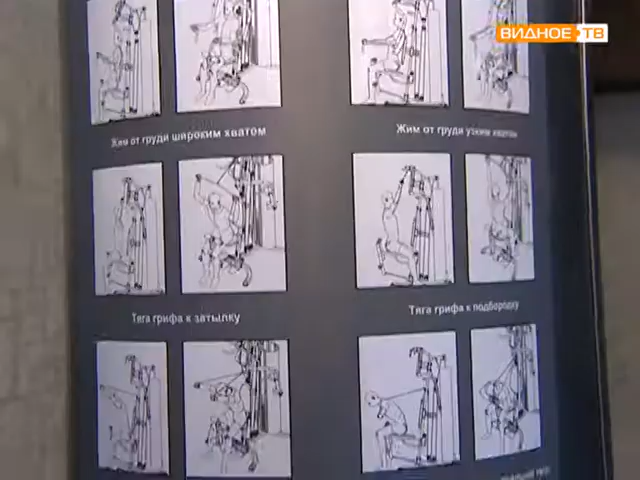 ВИДНОЕ ТВ
Жим от груди широким хватом
Жим от груди узким хватом
Тяга грифа к затылку
Тяга грифа к подбородку